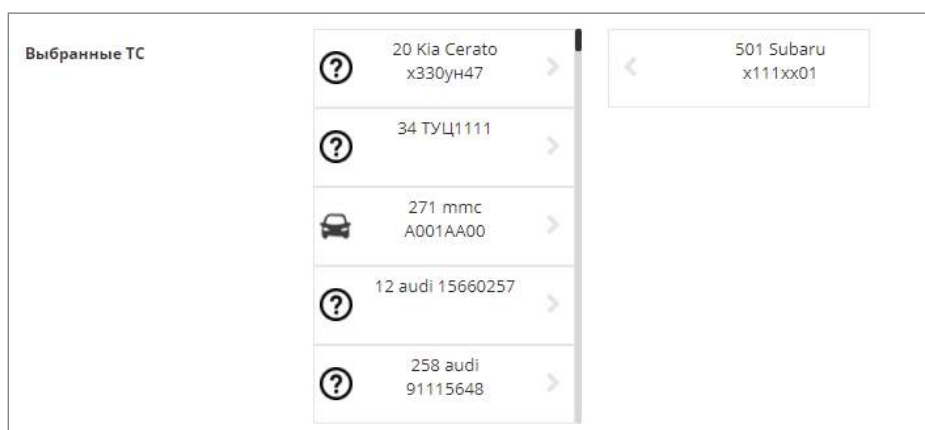 Выбранные ТС
20 Kia Cerato
х330ун47
34 ТУЦ1111
271 mmc
А001АА00
12 audi 15660257
258 audi
91115648
501 Subaru
х111хх01